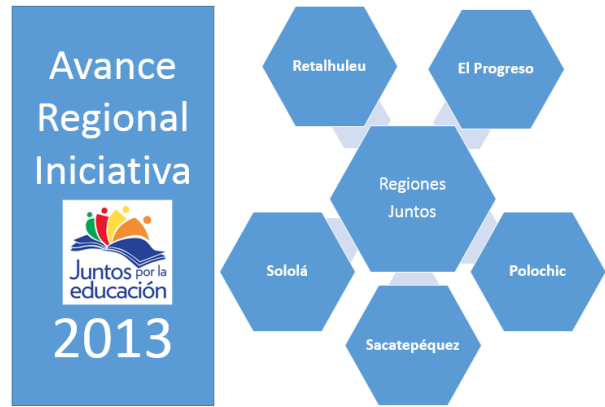 Avance
Regional
Iniciativa
Juntos por la
educación
2013
Retalhuleu
El Progreso
Regiones
Juntos
Sololá
Polochic
Sacatepéquez